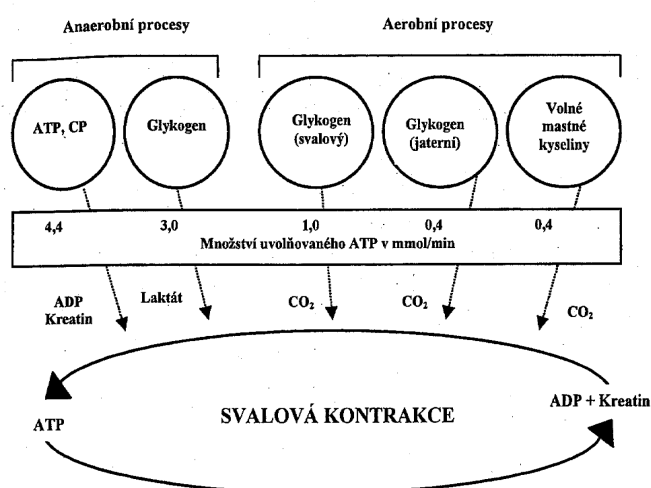 Anaerobní procesy
Aerobní procesy
ATP, CP
Glykogen
Glykogen
(svalový)
Glykogen
(jaterní)
Volné
mastné
kyseliny
4,4
3,0
1,0
0,4
0,4
Množství uvolňovaného ATP v mmol/min
ADP
Kreatin
Laktát
CO₂
CO₂
CO₂
ATP
SVALOVÁ KONTRAKCE
ADP + Kreatin